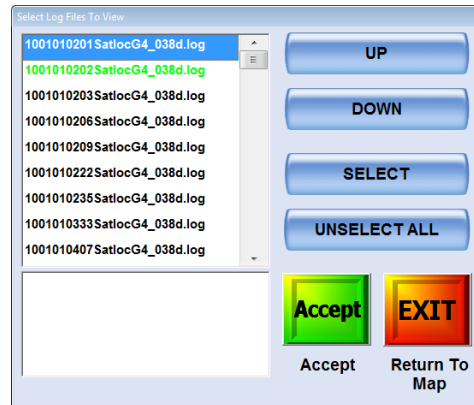 Select Log Files To View
1001010201SatlocG4_038d.log
1001010202SatlocG4_038d.log
1001010203SatlocG4_038d.log
1001010206SatlocG4_038d.log
1001010209SatlocG4_038d.log
1001010222SatlocG4_038d.log
1001010235SatlocG4_038d.log
1001010333SatlocG4_038d.log
1001010407SatlocG4_038d.log
UP
DOWN
SELECT
UNSELECT ALL
Accept
EXIT
Accept
Return To
Map